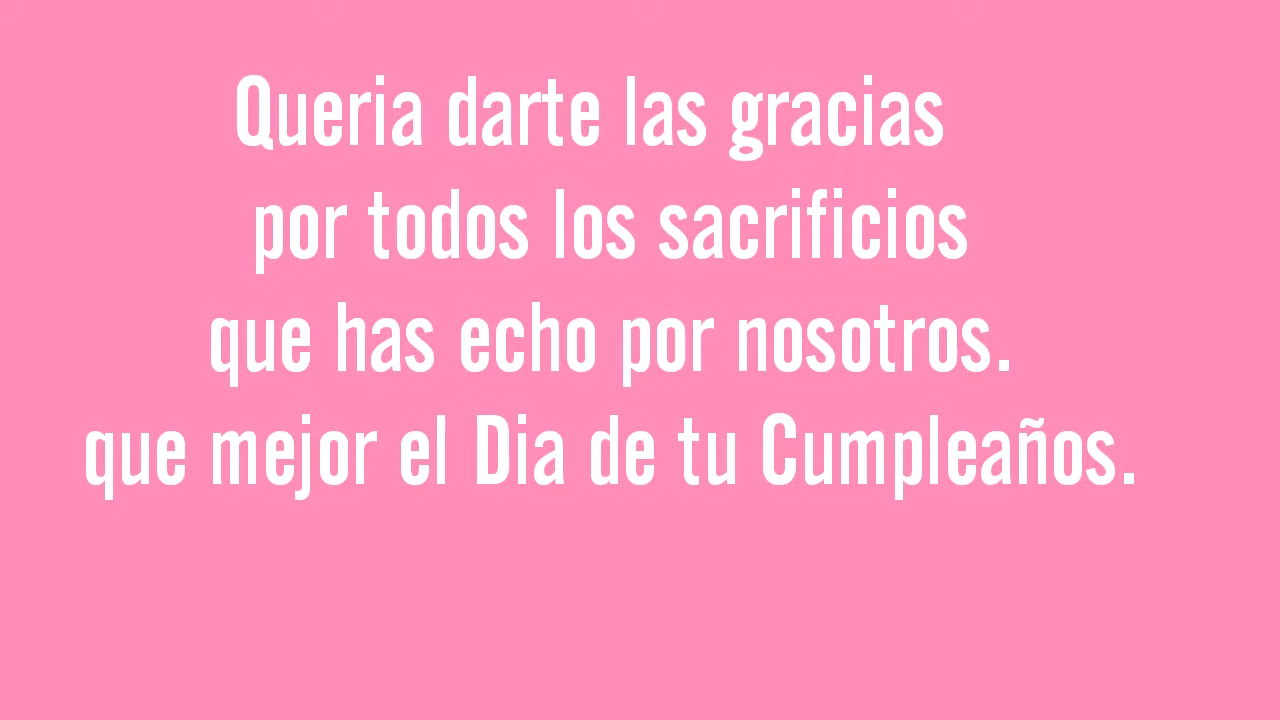 Queria darte las gracias
por todos los sacrificios
que has echo por nosotros.
que mejor el Dia de tu Cumpleaños.